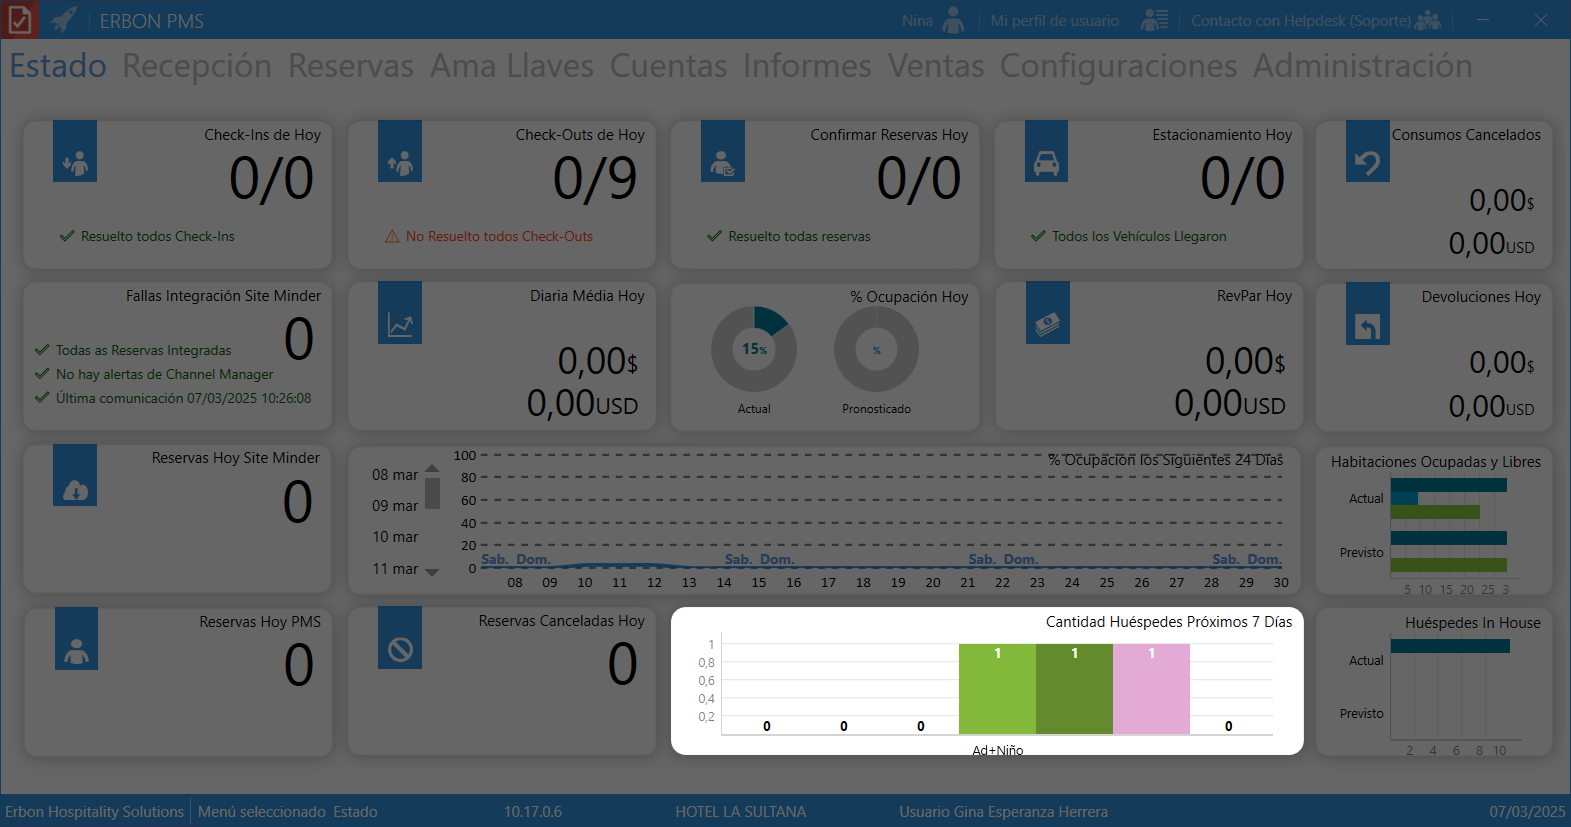 ERBON PMS
Nina
Mi perfil de usuario
Contacto con Helpdesk (Soporte)
Estado Recepción Reservas Ama Llaves Cuentas Informes Ventas Configuraciones Administración
Check-Ins de Hoy
0/0
Resuelto todos Check-Ins
Check-Outs de Hoy
0/9
No Resuelto todos Check-Outs
Confirmar Reservas Hoy
0/0
Resuelto todas reservas
Estacionamiento Hoy
0/0
Todos los Vehículos Llegaron
Consumos Cancelados
0,00$
0,00USD
Fallas Integración Site Minder
0
Todas as Reservas Integradas
No hay alertas de Channel Manager
Última comunicación 07/03/2025 10:26:08
Diaria Média Hoy
0,00$
0,00USD
% Ocupación Hoy
15%
%
Actual
Pronosticado
RevPar Hoy
0,00$
0,00USD
Devoluciones Hoy
0,00$
0,00USD
Reservas Hoy Site Minder
0
08 mar
09 mar
10 mar
11 mar
% Ocupación los Siguientes 24 Días
100
80
60
40
20
0
Sab. Dom. Sab. Dom. Sab. Dom. Sab. Dom.
08 09 10 11 12 13 14 15 16 17 18 19 20 21 22 23 24 25 26 27 28 29 30
Habitaciones Ocupadas y Libres
Actual
Previsto
5 10 15 20 25 3
Reservas Hoy PMS
0
Reservas Canceladas Hoy
0
Cantidad Huéspedes Próximos 7 Días
1
0,8
0,6
0,4
0,2
0 0 0 1 1 1 0
Ad+Niño
Huéspedes In House
Actual
Previsto
2 4 6 8 10
Erbon Hospitality Solutions
Menú seleccionado Estado
10.17.0.6
HOTEL LA SULTANA
Usuario Gina Esperanza Herrera
07/03/2025